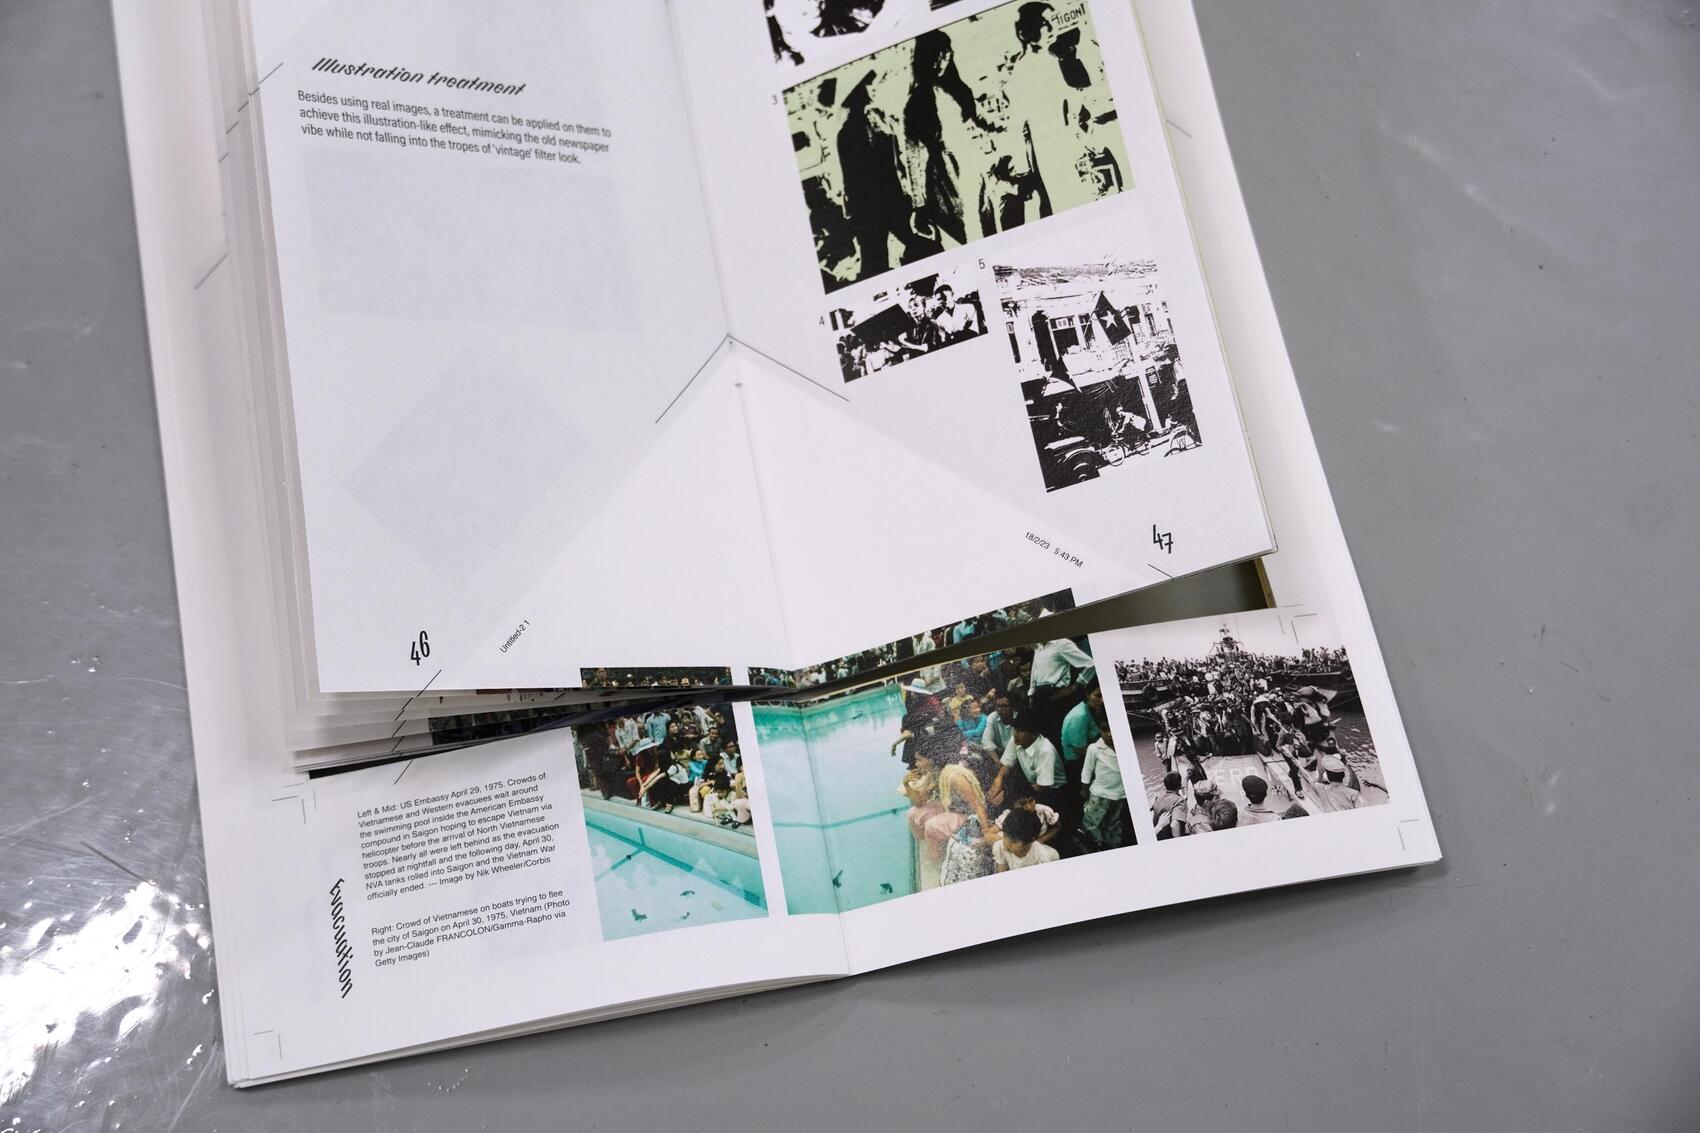 Illustration treatment
Besides using real images, a treatment can be applied on them to
achieve this illustration-like effect, mimicking the old newspaper
vibe while not falling into the tropes of 'vintage' filter look.
3
4
5
46
Untitled-2 1
18/2/23 5:43 PM
47
Evacuation
Left & Mid: US Embassy April 29, 1975. Crowds of
Vietnamese and Western evacuees wait around
the swimming pool inside the American Embassy
compound in Saigon hoping to escape Vietnam via
helicopter before the arrival of North Vietnamese
troops. Nearly all were left behind as the evacuation
stopped at nightfall and the following day, April 30,
NVA tanks rolled into Saigon and the Vietnam War
officially ended. --- Image by Nik Wheeler/Corbis
Right: Crowd of Vietnamese on boats trying to flee
the city of Saigon on April 30, 1975, Vietnam (Photo
by Jean-Claude FRANCOLON/Gamma-Rapho via
Getty Images)